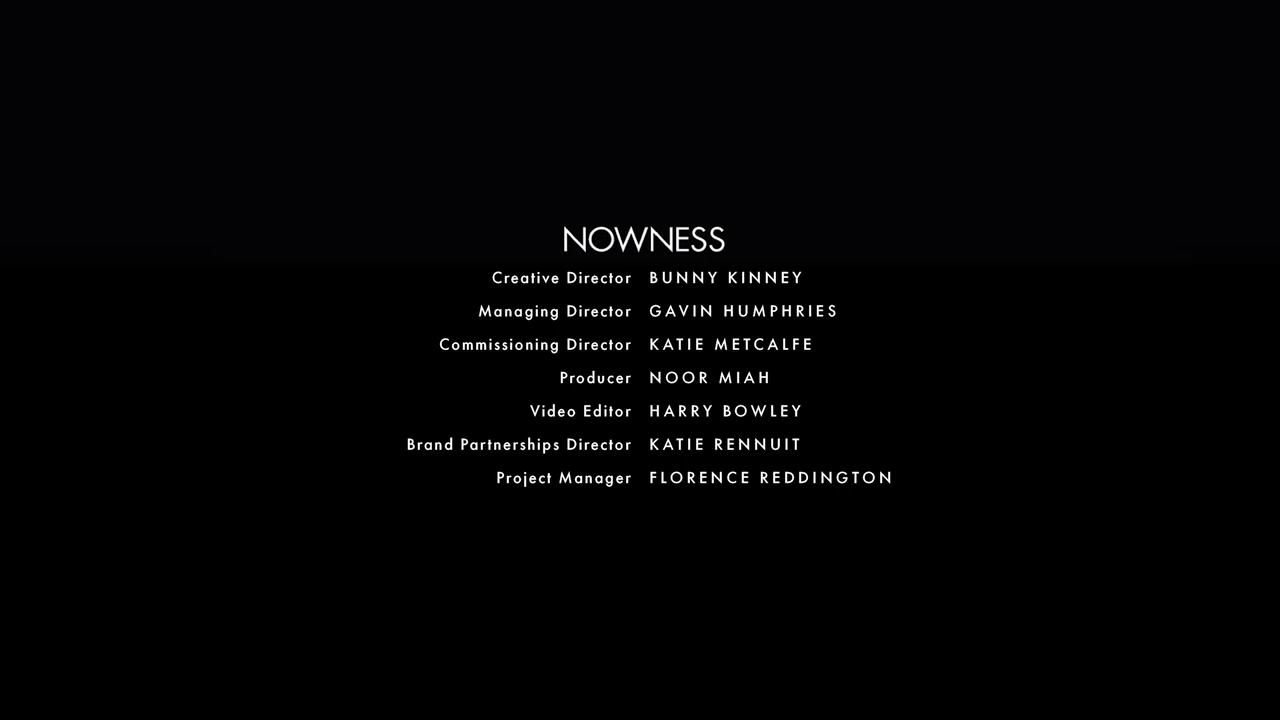 NOWNESS
Creative Director BUNNY KINNEY
Managing Director GAVIN HUMPHRIES
Commissioning Director KATIE METCALFE
Producer NOOR MIAH
Video Editor HARRY BOWLEY
Brand Partnerships Director KATIE RENNUIT
Project Manager FLORENCE REDDINGTON